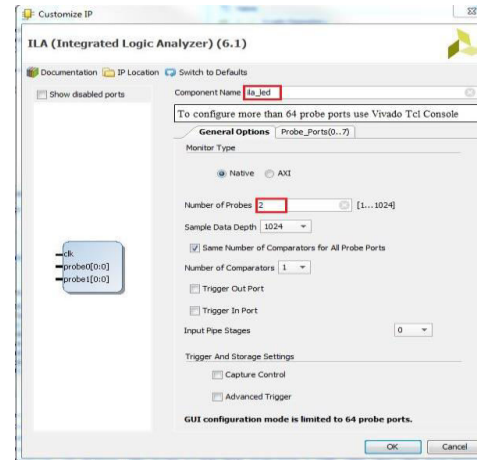 Customize IP
ILA (Integrated Logic Analyzer) (6.1)
Documentation IP Location Switch to Defaults
Show disabled ports
Component Name ila_led
To configure more than 64 probe ports use Vivado Tcl Console
General Options Probe_Ports(0..7)
Monitor Type
Native AXI
Number of Probes 2 [1...1024]
Sample Data Depth 1024
Same Number of Comparators for All Probe Ports
Number of Comparators 1
Trigger Out Port
Trigger In Port
Input Pipe Stages 0
Trigger And Storage Settings
Capture Control
Advanced Trigger
GUI configuration mode is limited to 64 probe ports.
clk
probe0[0:0]
probe1[0:0]
OK Cancel